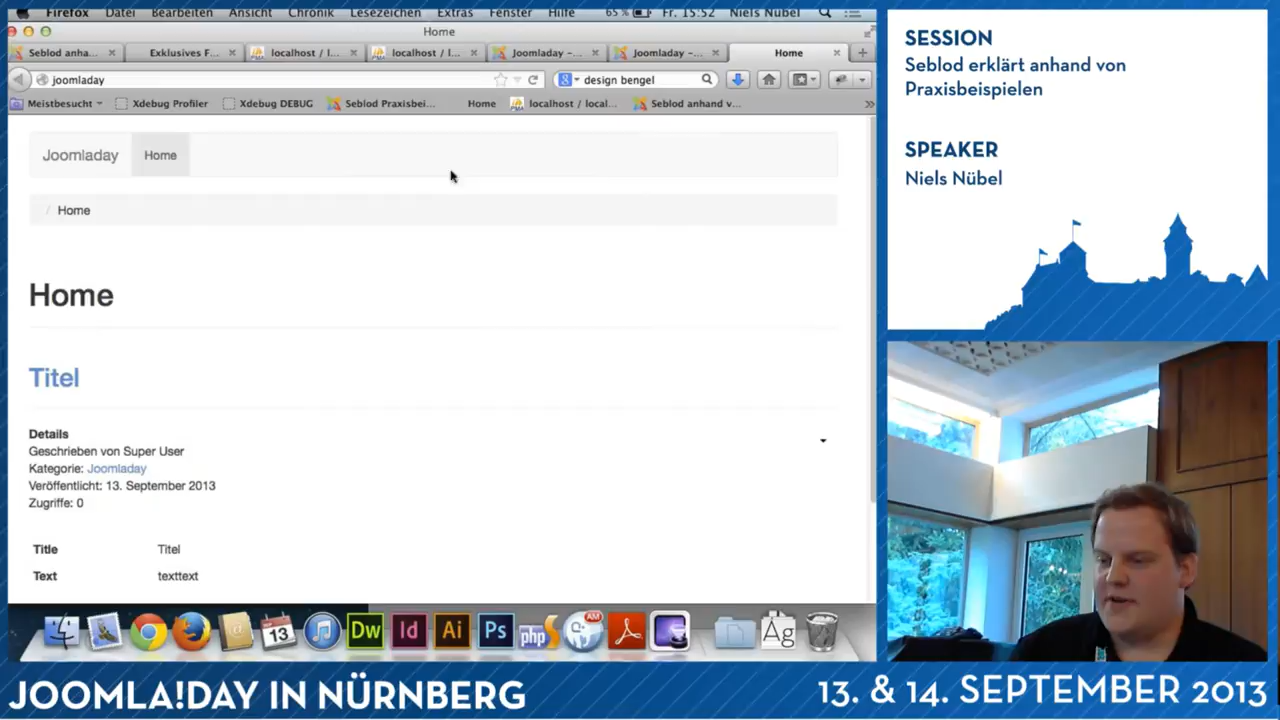 Firefox Datei Bearbeiten Ansicht Chronik Lesezeichen Extras Fenster Hilfe 65 % Fr. 15:52 Niels Nübel
Home
Seblod anha... Exklusives F... localhost / l... localhost / l... Joomladay -... Joomladay -... Home
joomladay
design bengel
Meistbesucht Xdebug Profiler Xdebug DEBUG Seblod Praxisbei... Home localhost / local... Seblod anhand v...
Joomladay Home
/ Home
Home
Titel
Details
Geschrieben von Super User
Kategorie: Joomladay
Veröffentlicht: 13. September 2013
Zugriffe: 0
Title Titel
Text texttext
13 Dw Id Ai Ps php AM Ag
SESSION
Seblod erklärt anhand von
Praxisbeispielen
SPEAKER
Niels Nübel
JOOMLA!DAY IN NÜRNBERG
13. & 14. SEPTEMBER 2013